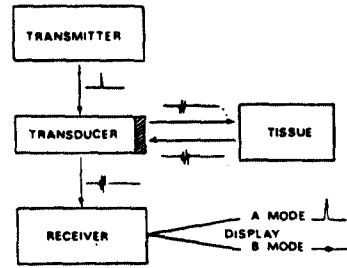 TRANSMITTER
TRANSDUCER
TISSUE
RECEIVER
A MODE
DISPLAY
B MODE